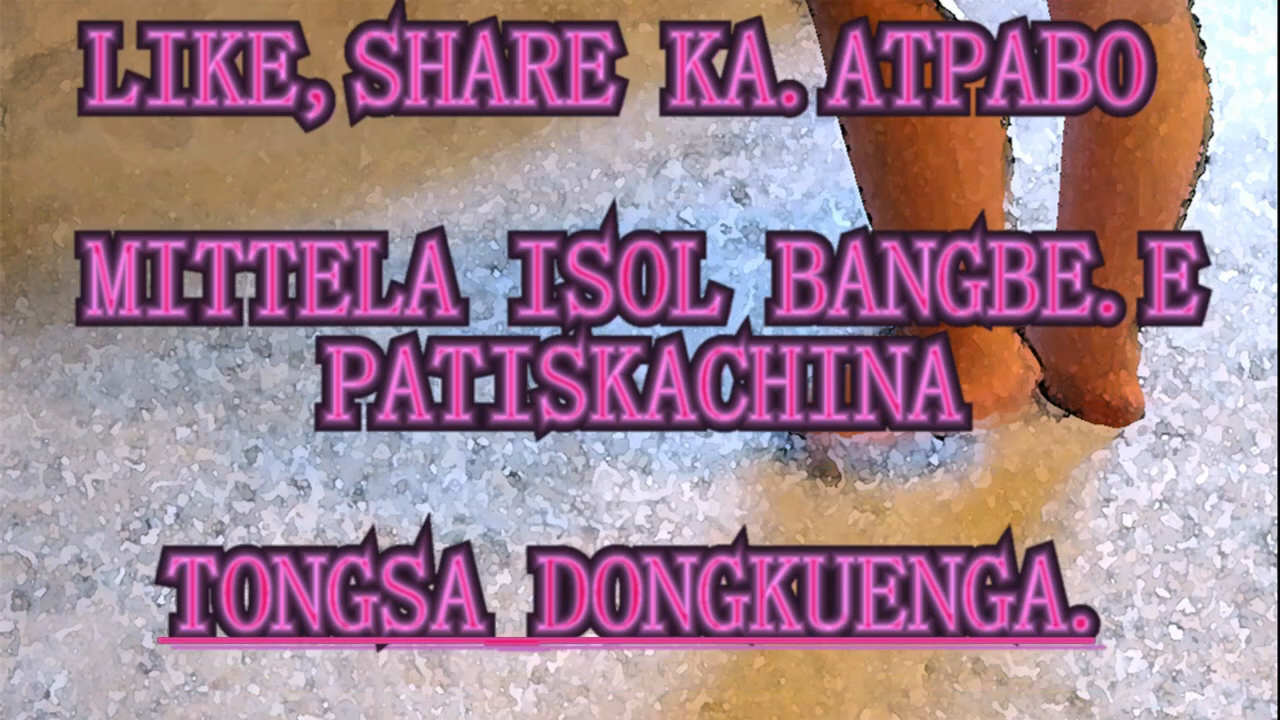 LIKE, SHARE KA. ATPABO
MITTELA ISOL BANGBE. E
PATISKACHINA
TONGSA DONGKUENGA.